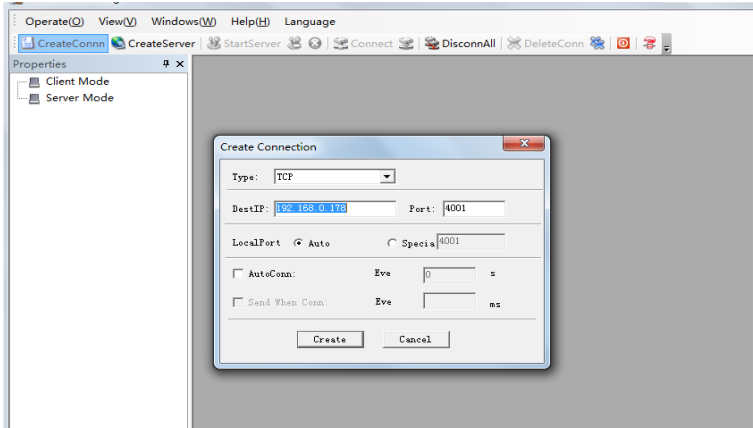 Operate(O) View(V) Windows(W) Help(H) Language
CreateConnn CreateServer StartServer Connect DisconnAll DeleteConn
Properties
Client Mode
Server Mode
Create Connection
Type: TCP
DestIP: 192.168.0.178 Port: 4001
LocalPort Auto Specia 4001
AutoConn: Eve 0 s
Send When Conn: Eve ms
Create Cancel